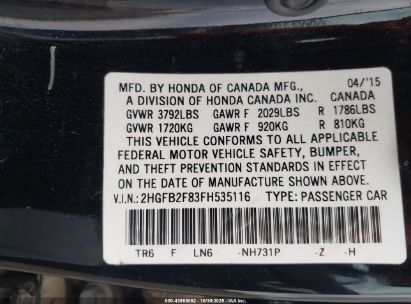 MFD. BY HONDA OF CANADA MFG., 04/'15
A DIVISION OF HONDA CANADA INC. CANADA
GVWR 3792LBS GAWR F 2029LBS R 1786LBS
GVWR 1720KG GAWR F 920KG R 810KG
THIS VEHICLE CONFORMS TO ALL APPLICABLE
FEDERAL MOTOR VEHICLE SAFETY, BUMPER,
AND THEFT PREVENTION STANDARDS IN EFFECT
ON THE DATE OF MANUFACTURE SHOWN ABOVE.
V.I.N.: 2HGFB2F83FH535116 TYPE: PASSENGER CAR
TR6 F LN6 -NH731P -Z -H